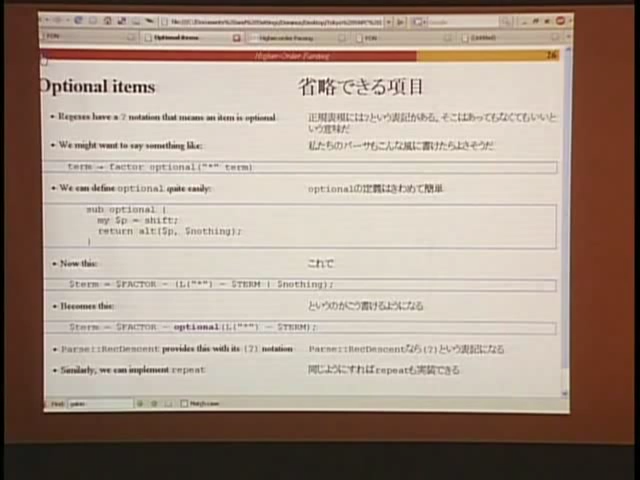 Optional items
Higher-Order Parsing
16
Optional items
省略できる項目
Regexes have a ? notation that means an item is optional
正規表現には?という表記がある。そこはあってもなくてもいいと
いう意味だ
We might want to say something like:
私たちのパーサもこんな風に書けたらよさそうだ
term → factor optional("*" term)
We can define optional quite easily:
optionalの定義はきわめて簡単
sub optional {
my $p = shift;
return alt($p, $nothing);
}
Now this:
これで
$term = $FACTOR - (L("*") - $TERM | $nothing);
Becomes this:
というのがこう書けるようになる
$term = $FACTOR - optional(L("*") - $TERM);
Parse::RecDescent provides this with its (?) notation
Parse::RecDescentなら(?)という表記になる
Similarly, we can implement repeat
同じようにすればrepeatも実装できる
Find:
Match case